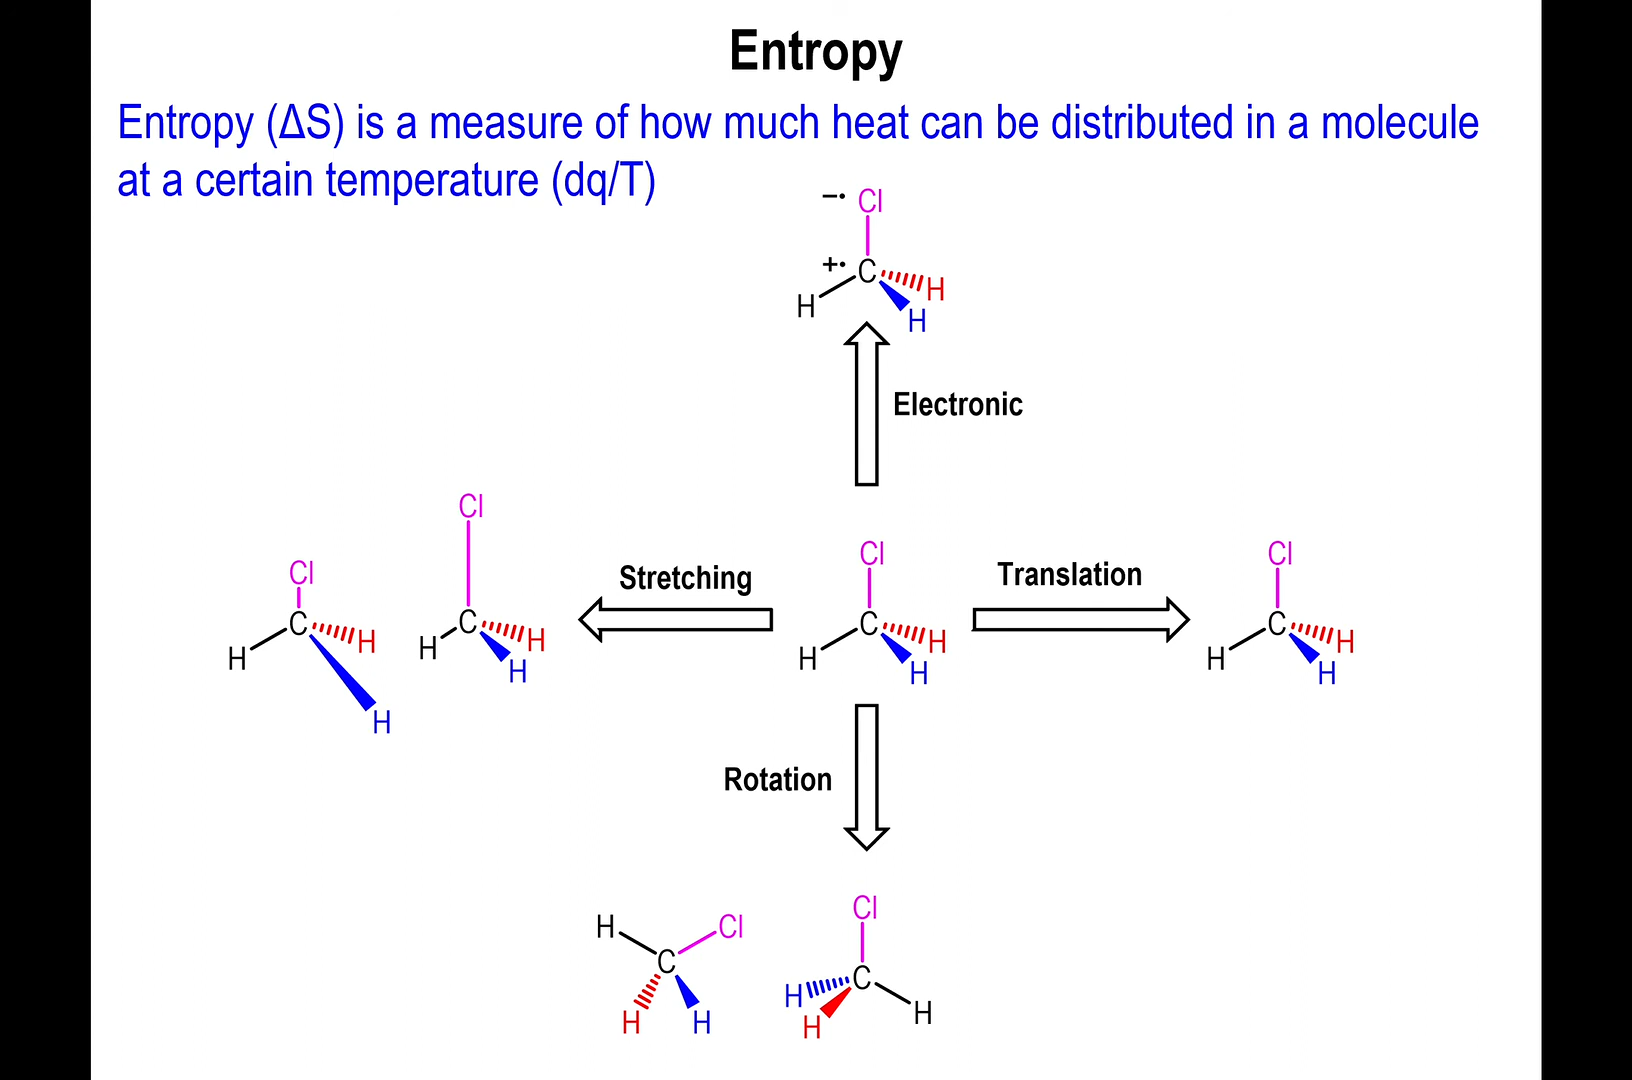 Entropy
Entropy (ΔS) is a measure of how much heat can be distributed in a molecule
at a certain temperature (dq/T)
−• Cl
+• C H
H H
Electronic
Cl
Cl
C H
H H
Stretching
Cl
C H
H H
Cl
C H
H H
Translation
Cl
C H
H H
Rotation
H Cl
C
H H
Cl
H C
H H